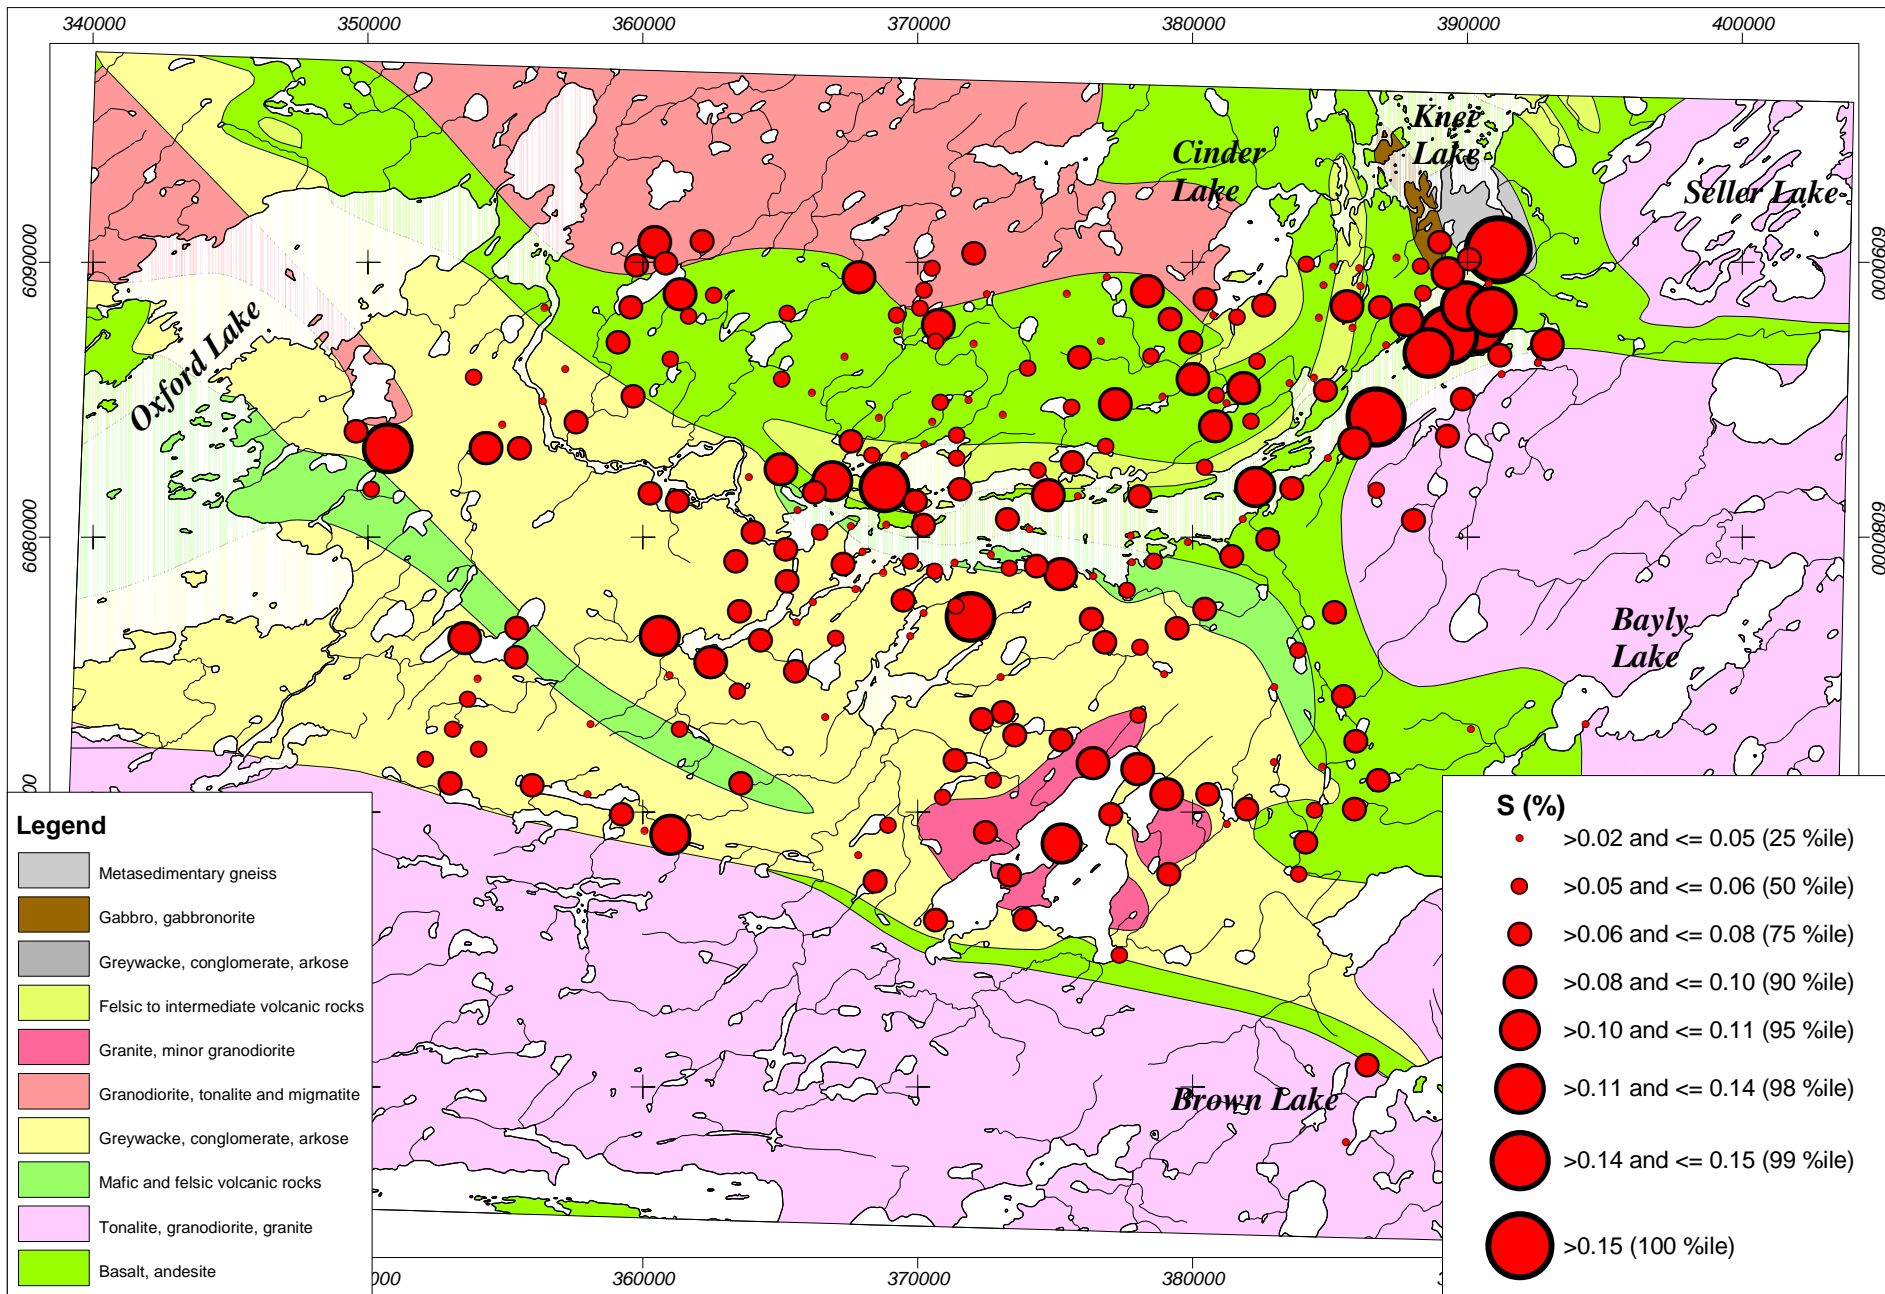 340000 350000 360000 370000 380000 390000 400000
Knee
Lake
Cinder
Lake
Seller Lake
6090000
6090000
Oxford Lake
6080000
6080000
Bayly
Lake
Brown Lake
Legend
Metasedimentary gneiss
Gabbro, gabbronorite
Greywacke, conglomerate, arkose
Felsic to intermediate volcanic rocks
Granite, minor granodiorite
Granodiorite, tonalite and migmatite
Greywacke, conglomerate, arkose
Mafic and felsic volcanic rocks
Tonalite, granodiorite, granite
Basalt, andesite
S (%)
>0.02 and <= 0.05 (25 %ile)
>0.05 and <= 0.06 (50 %ile)
>0.06 and <= 0.08 (75 %ile)
>0.08 and <= 0.10 (90 %ile)
>0.10 and <= 0.11 (95 %ile)
>0.11 and <= 0.14 (98 %ile)
>0.14 and <= 0.15 (99 %ile)
>0.15 (100 %ile)
360000 370000 380000